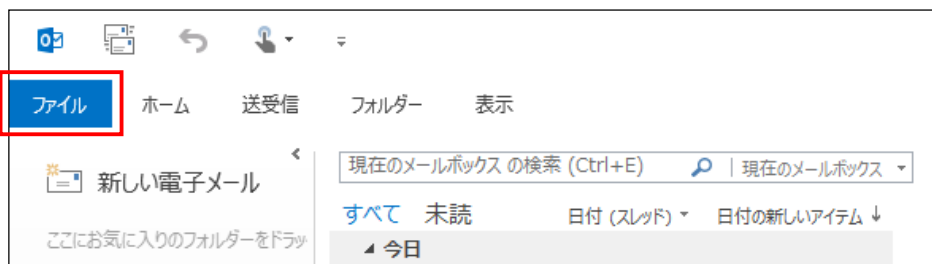 ファイル ホーム 送受信 フォルダー 表示
新しい電子メール
ここにお気に入りのフォルダーをドラッ
現在のメールボックス の検索 (Ctrl+E) 現在のメールボックス
すべて 未読 日付 (スレッド) 日付の新しいアイテム ↓
今日